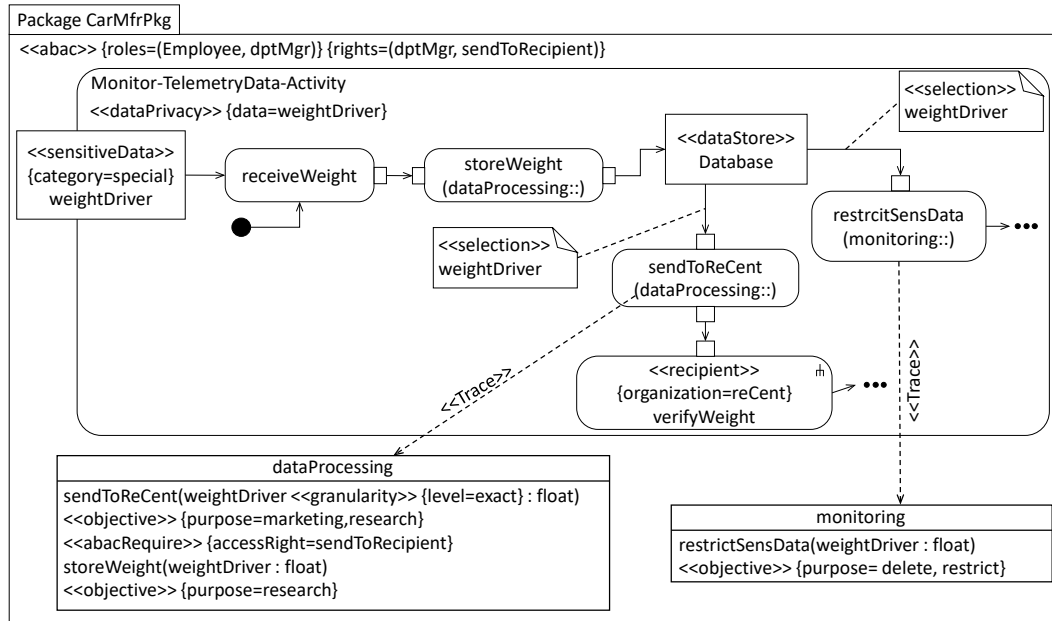 Package CarMfrPkg
<<abac>> {roles=(Employee, dptMgr)} {rights=(dptMgr, sendToRecipient)}
Monitor-TelemetryData-Activity
<<dataPrivacy>> {data=weightDriver}
<<selection>>
weightDriver
<<sensitiveData>>
{category=special}
weightDriver
receiveWeight
storeWeight
(dataProcessing::)
<<dataStore>>
Database
restrcitSensData
(monitoring::)
<<selection>>
weightDriver
sendToReCent
(dataProcessing::)
<<recipient>>
{organization=reCent}
verifyWeight
<<Trace>>
<<Trace>>
dataProcessing
sendToReCent(weightDriver <<granularity>> {level=exact} : float)
<<objective>> {purpose=marketing,research}
<<abacRequire>> {accessRight=sendToRecipient}
storeWeight(weightDriver : float)
<<objective>> {purpose=research}
monitoring
restrictSensData(weightDriver : float)
<<objective>> {purpose= delete, restrict}